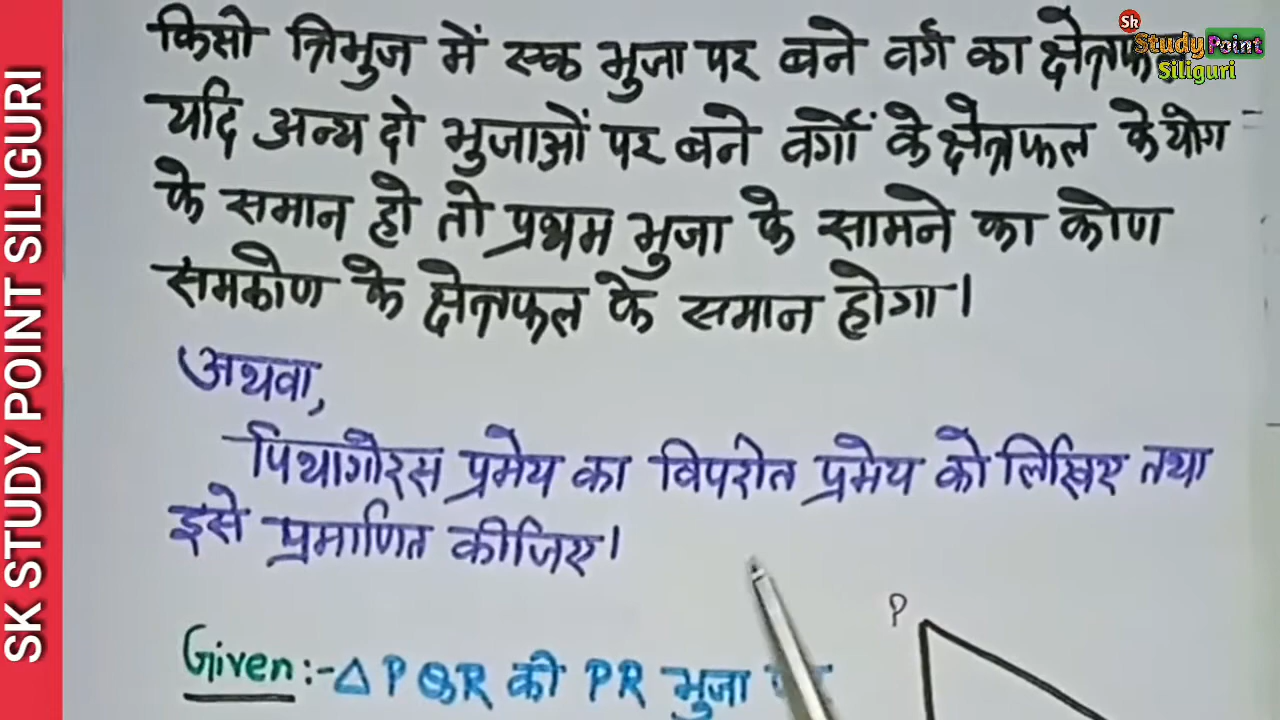 SK STUDY POINT SILIGURI
Sk
Study Point
Siliguri
किसी त्रिभुज में एक भुजा पर बने वर्ग का
यदि अन्य दो भुजाओं पर बने वर्गों के क्षेत्रफल के योग
के समान हो तो प्रथम भुजा के सामने का कोण
समकोण के क्षेत्रफल के समान होगा।
अथवा,
पिथागोरस प्रमेय का विपरीत प्रमेय को लिखिए तथा
इसे प्रमाणित कीजिए।
P
Given:- △PQR की PR भुजा